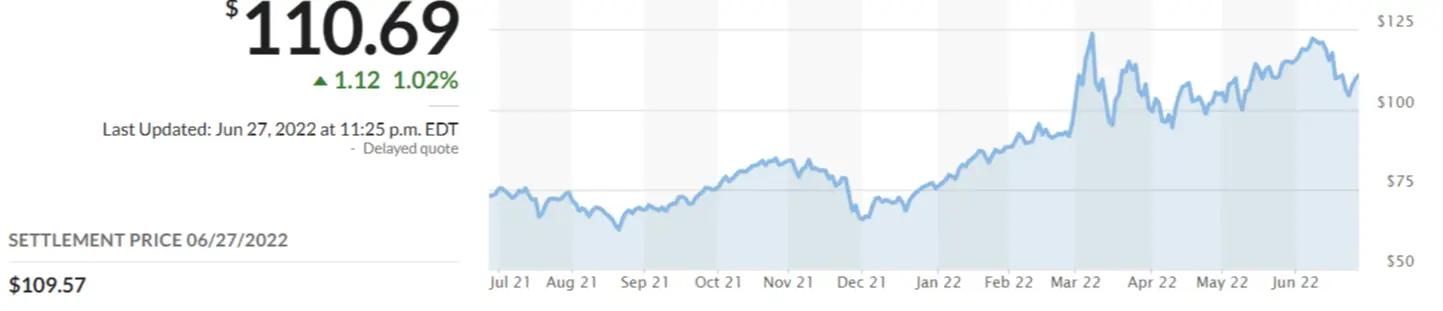 $110.69
▲ 1.12 1.02%
Last Updated: Jun 27, 2022 at 11:25 p.m. EDT
- Delayed quote
SETTLEMENT PRICE 06/27/2022
$109.57
$125
$100
$75
$50
Jul 21 Aug 21 Sep 21 Oct 21 Nov 21 Dec 21 Jan 22 Feb 22 Mar 22 Apr 22 May 22 Jun 22